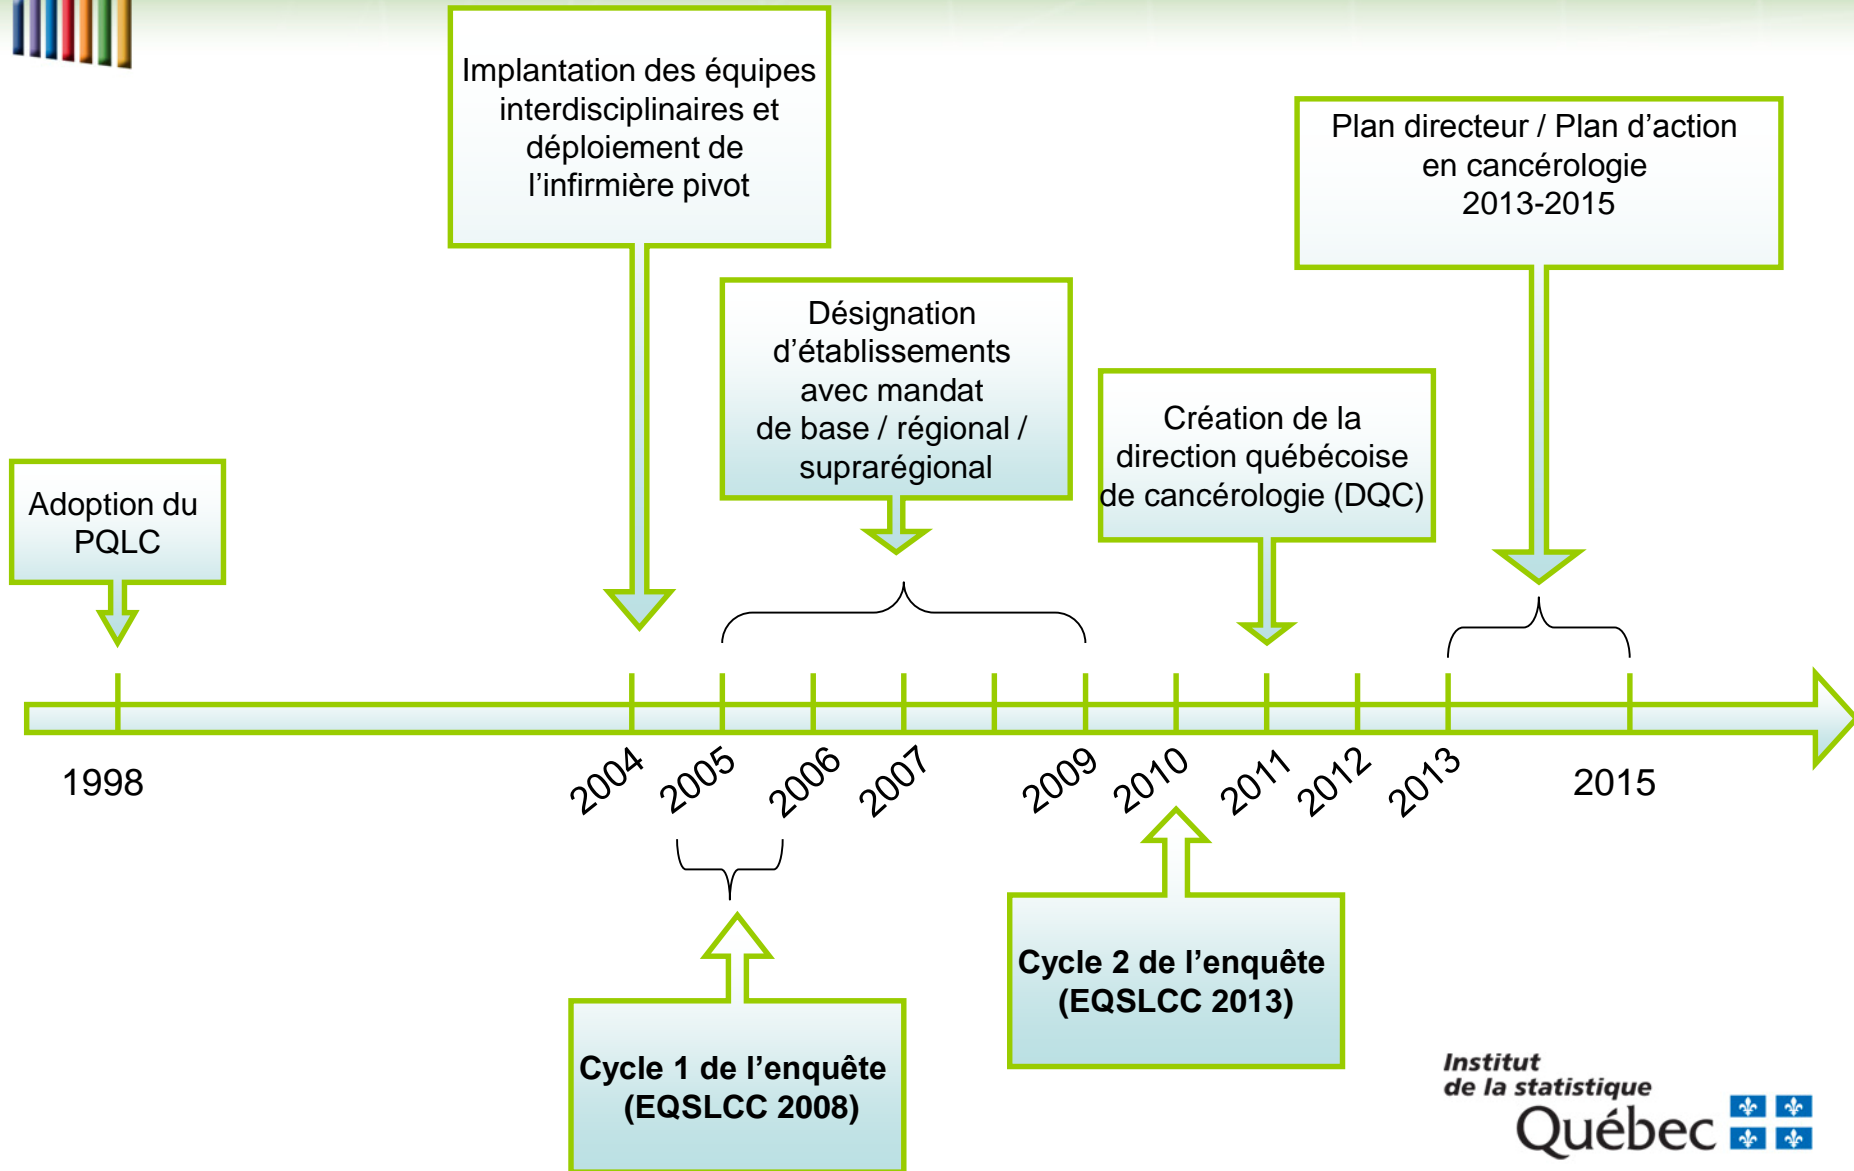 Implantation des équipes
interdisciplinaires et
déploiement de
l’infirmière pivot
Plan directeur / Plan d’action
en cancérologie
2013-2015
Désignation
d’établissements
avec mandat
de base / régional /
suprarégional
Création de la
direction québécoise
de cancérologie (DQC)
Adoption du
PQLC
1998
2004
2005
2006
2007
2009
2010
2011
2012
2013
2015
Cycle 1 de l’enquête
(EQSLCC 2008)
Cycle 2 de l’enquête
(EQSLCC 2013)
Institut
de la statistique
Québec